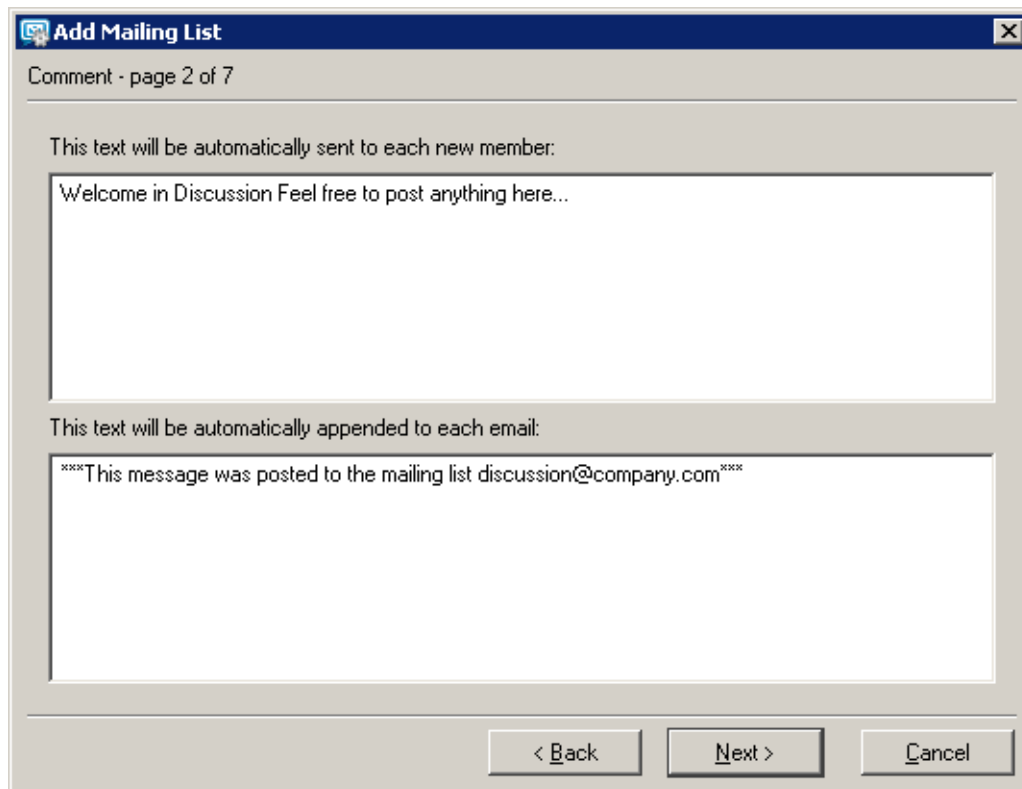 Add Mailing List
Comment - page 2 of 7
This text will be automatically sent to each new member:
Welcome in Discussion Feel free to post anything here...
This text will be automatically appended to each email:
***This message was posted to the mailing list discussion@company.com***
< Back Next > Cancel